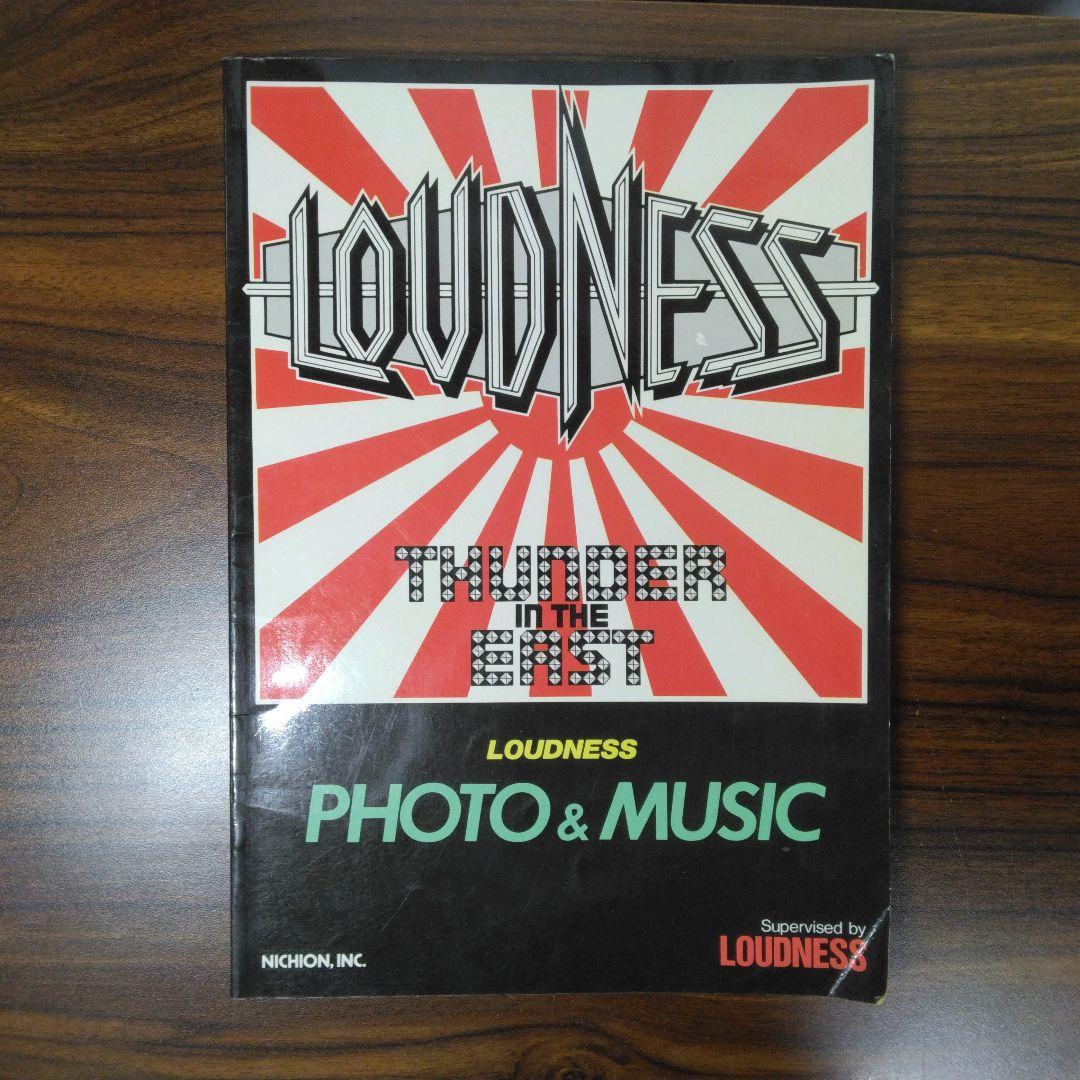 LOUDNESS
THUNDER
IN THE
EAST
LOUDNESS
PHOTO & MUSIC
Supervised by
LOUDNESS
NICHION, INC.